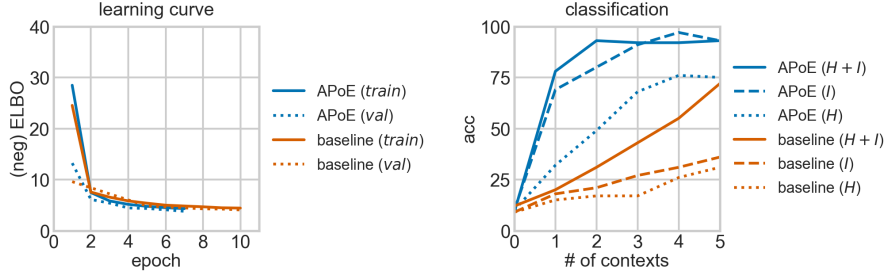 learning curve
(neg) ELBO
40
30
20
10
0
0 2 4 6 8 10
epoch
APoE (train)
APoE (val)
baseline (train)
baseline (val)
classification
acc
100
75
50
25
0
0 1 2 3 4 5
# of contexts
APoE (H + I)
APoE (I)
APoE (H)
baseline (H + I)
baseline (I)
baseline (H)